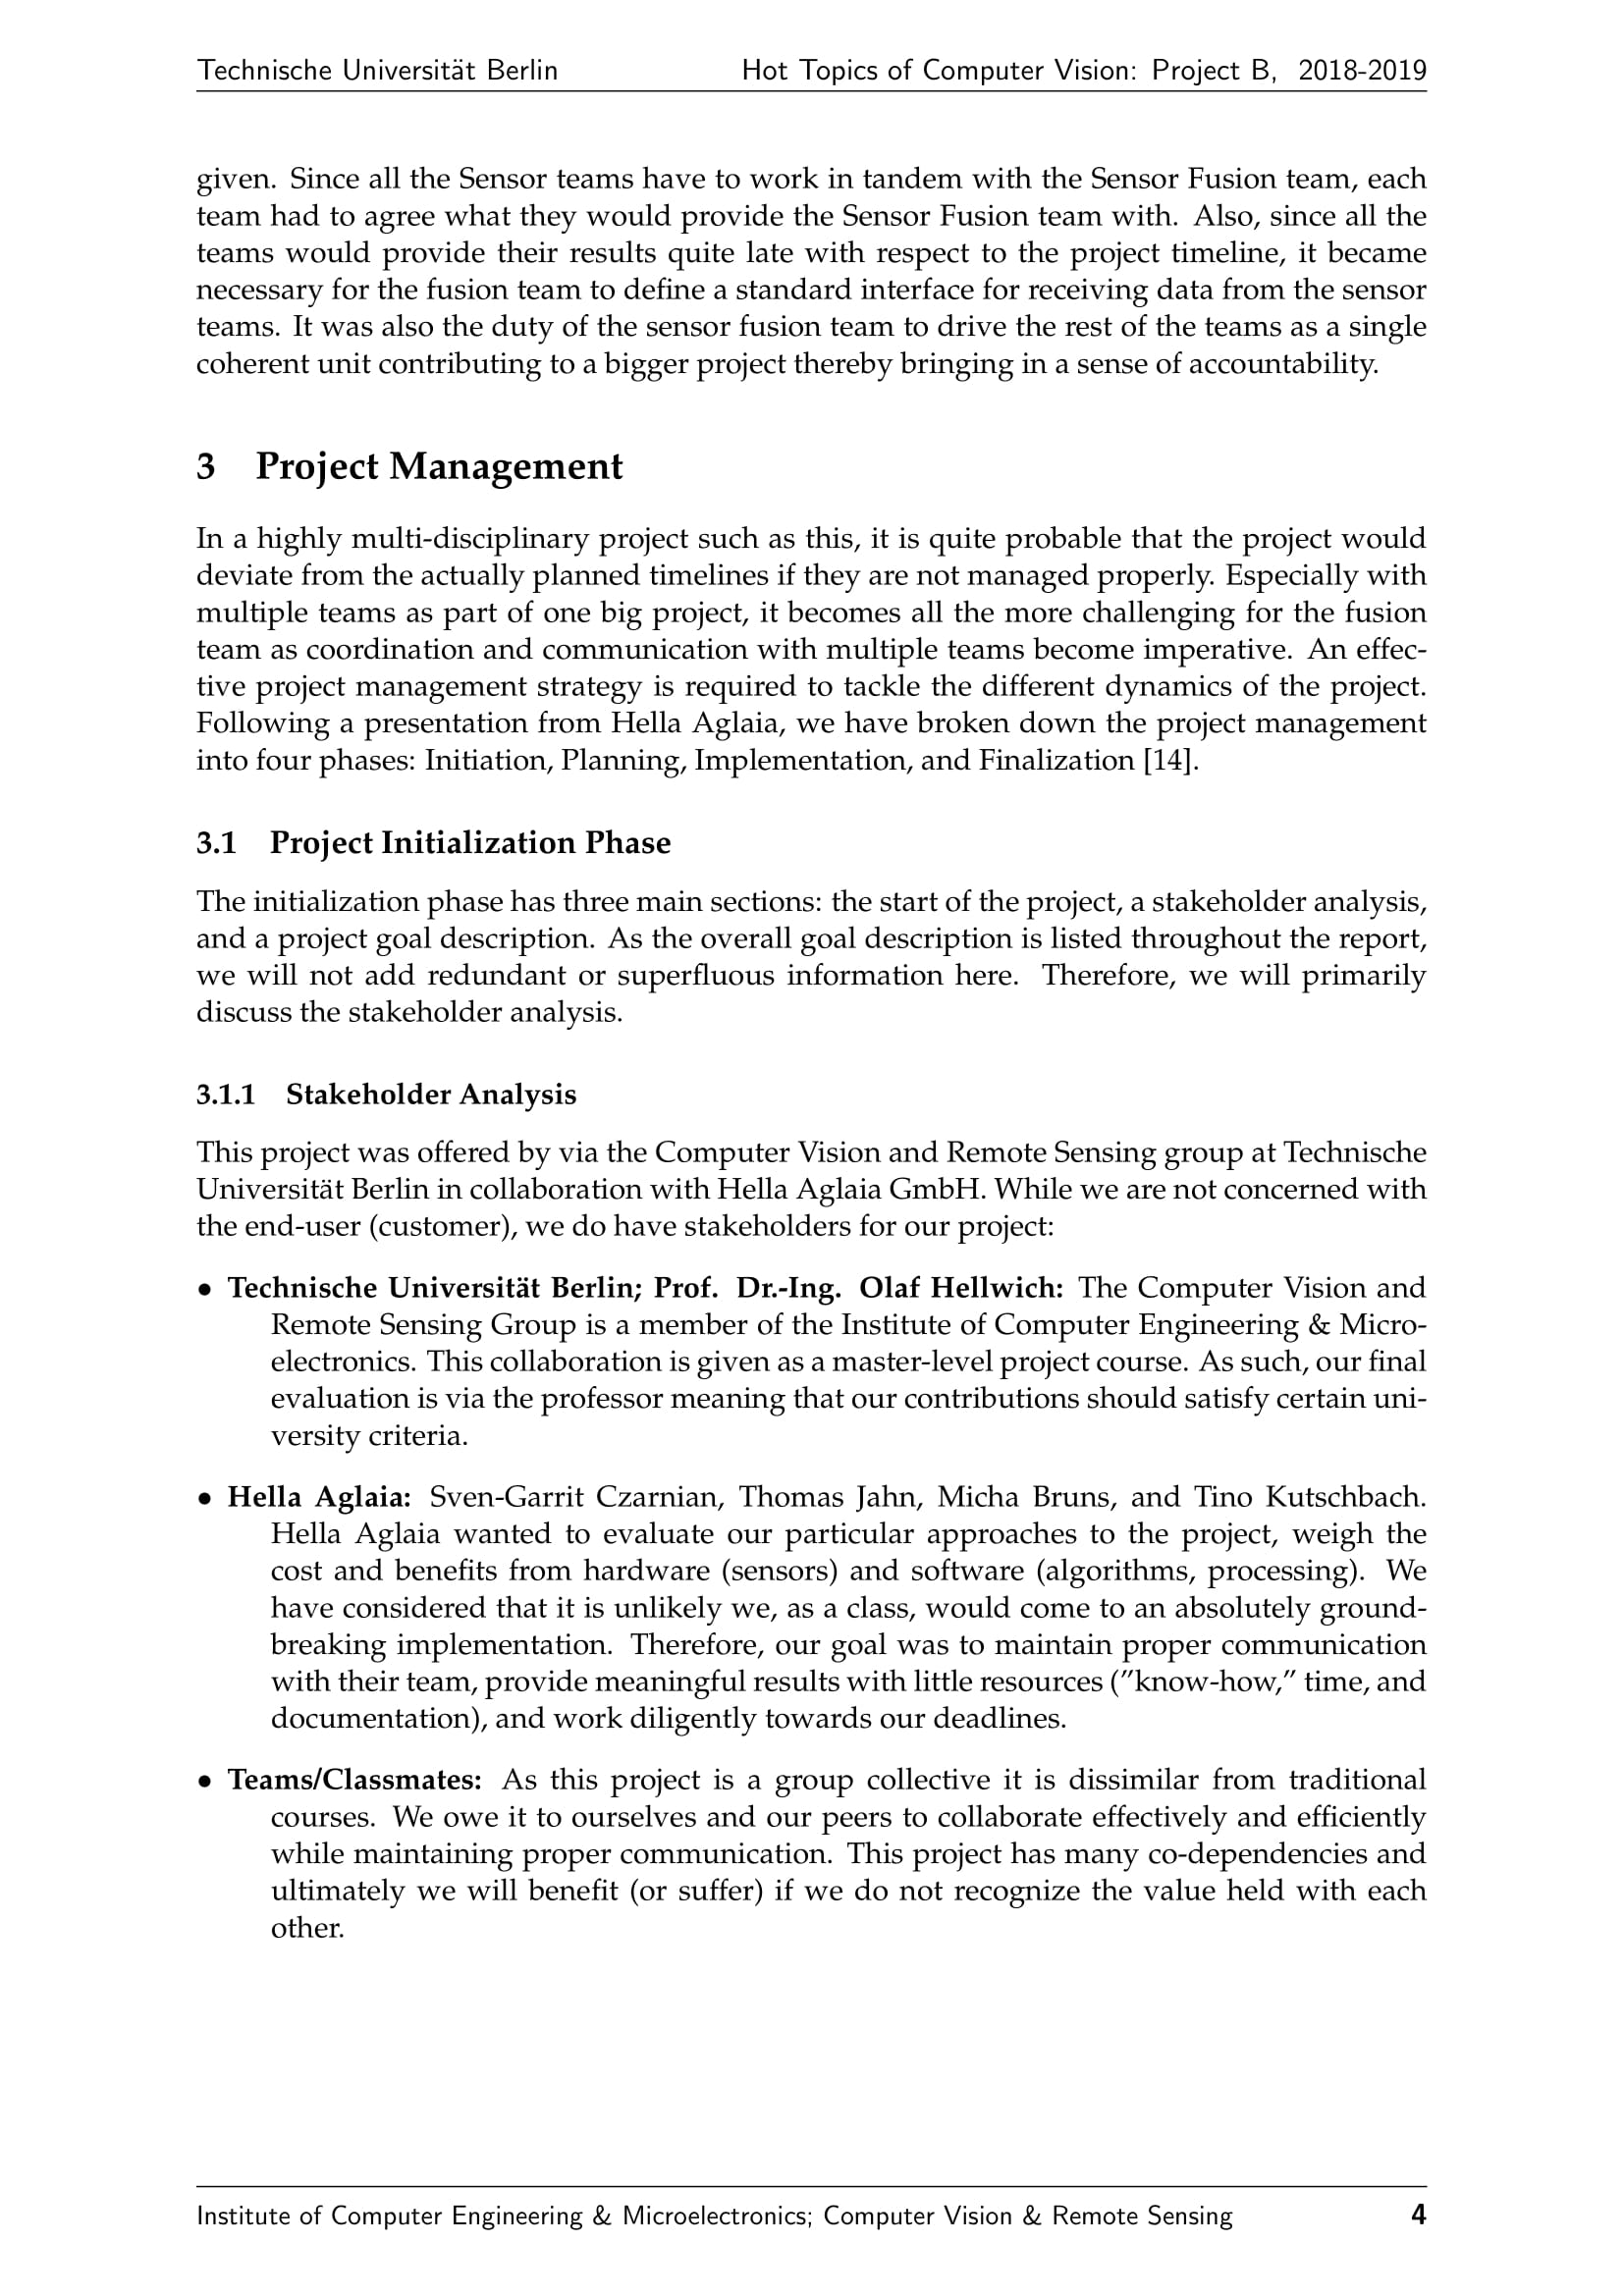 Technische Universität Berlin Hot Topics of Computer Vision: Project B, 2018-2019
given. Since all the Sensor teams have to work in tandem with the Sensor Fusion team, each
team had to agree what they would provide the Sensor Fusion team with. Also, since all the
teams would provide their results quite late with respect to the project timeline, it became
necessary for the fusion team to define a standard interface for receiving data from the sensor
teams. It was also the duty of the sensor fusion team to drive the rest of the teams as a single
coherent unit contributing to a bigger project thereby bringing in a sense of accountability.
3 Project Management
In a highly multi-disciplinary project such as this, it is quite probable that the project would
deviate from the actually planned timelines if they are not managed properly. Especially with
multiple teams as part of one big project, it becomes all the more challenging for the fusion
team as coordination and communication with multiple teams become imperative. An effec-
tive project management strategy is required to tackle the different dynamics of the project.
Following a presentation from Hella Aglaia, we have broken down the project management
into four phases: Initiation, Planning, Implementation, and Finalization [14].
3.1 Project Initialization Phase
The initialization phase has three main sections: the start of the project, a stakeholder analysis,
and a project goal description. As the overall goal description is listed throughout the report,
we will not add redundant or superfluous information here. Therefore, we will primarily
discuss the stakeholder analysis.
3.1.1 Stakeholder Analysis
This project was offered by via the Computer Vision and Remote Sensing group at Technische
Universität Berlin in collaboration with Hella Aglaia GmbH. While we are not concerned with
the end-user (customer), we do have stakeholders for our project:
• Technische Universität Berlin; Prof. Dr.-Ing. Olaf Hellwich: The Computer Vision and
Remote Sensing Group is a member of the Institute of Computer Engineering & Micro-
electronics. This collaboration is given as a master-level project course. As such, our final
evaluation is via the professor meaning that our contributions should satisfy certain uni-
versity criteria.
• Hella Aglaia: Sven-Garrit Czarnian, Thomas Jahn, Micha Bruns, and Tino Kutschbach.
Hella Aglaia wanted to evaluate our particular approaches to the project, weigh the
cost and benefits from hardware (sensors) and software (algorithms, processing). We
have considered that it is unlikely we, as a class, would come to an absolutely ground-
breaking implementation. Therefore, our goal was to maintain proper communication
with their team, provide meaningful results with little resources (”know-how,” time, and
documentation), and work diligently towards our deadlines.
• Teams/Classmates: As this project is a group collective it is dissimilar from traditional
courses. We owe it to ourselves and our peers to collaborate effectively and efficiently
while maintaining proper communication. This project has many co-dependencies and
ultimately we will benefit (or suffer) if we do not recognize the value held with each
other.
Institute of Computer Engineering & Microelectronics; Computer Vision & Remote Sensing 4